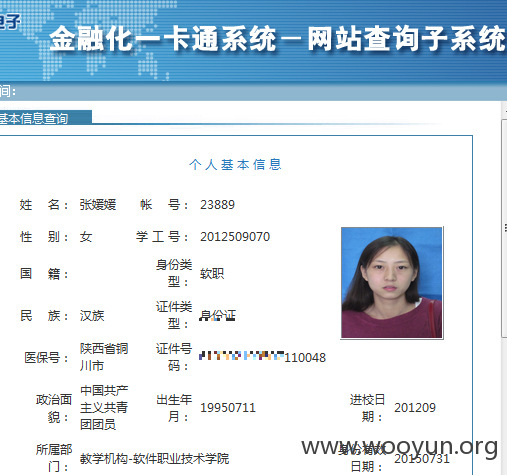 电子
金融化一卡通系统－网站查询子系统
间：
基本信息查询
个人基本信息
姓 名： 张媛媛 帐 号： 23889
性 别： 女 学工号： 2012509070
国 籍： 身份类型： 软职
民 族： 汉族 证件类型： 身份证
医保号： 陕西省铜川市 证件号码： 110048
政治面貌： 中国共产主义共青团团员 出生年月： 19950711 进校日期： 201209
所属部门： 教学机构-软件职业技术学院 身份有效日期： 20150731
www.wooyun.org